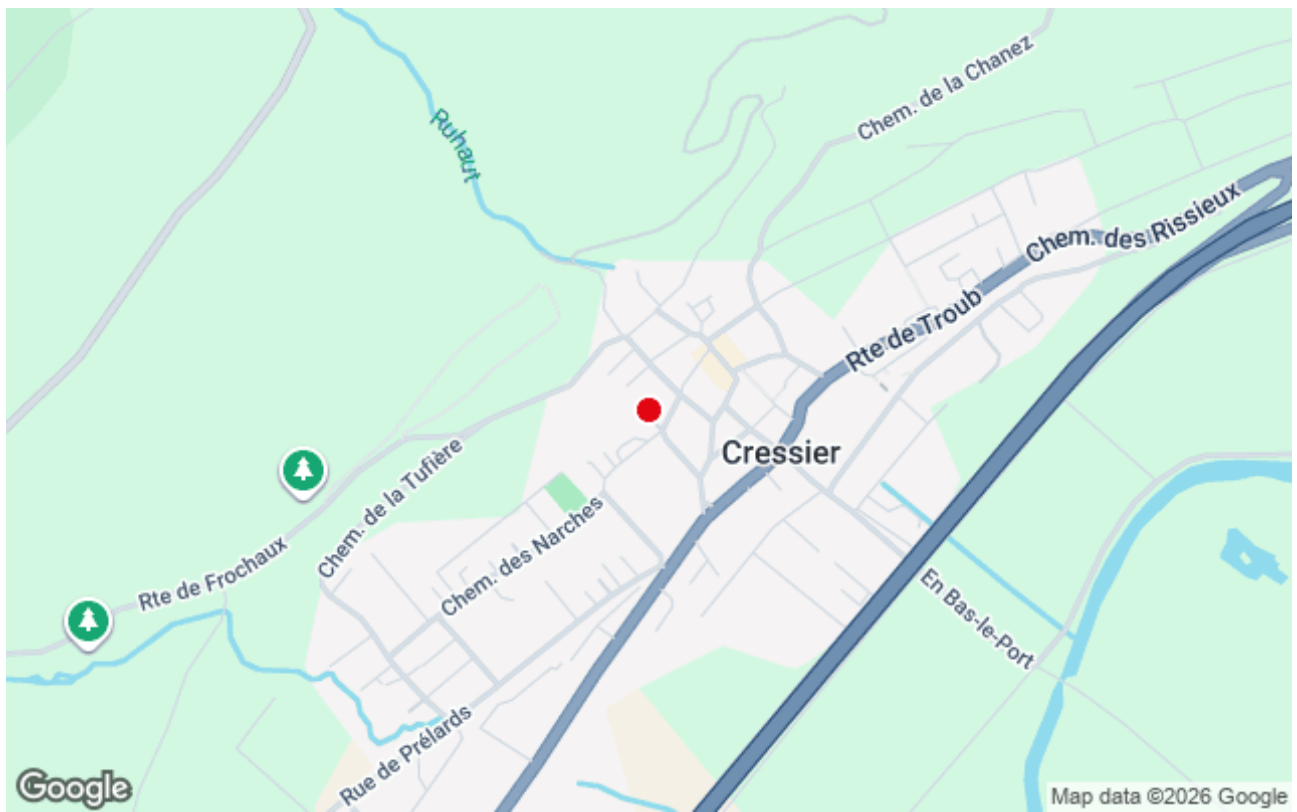 Chem. de la Chanez
Ruhaut
Chem. des Rissieux
Rte de Troub
Cressier
Chem. de la Tufière
Chem. des Narches
Rte de Frochaux
En Bas-le-Port
Rue de Prélards
Google
Map data ©2026 Google